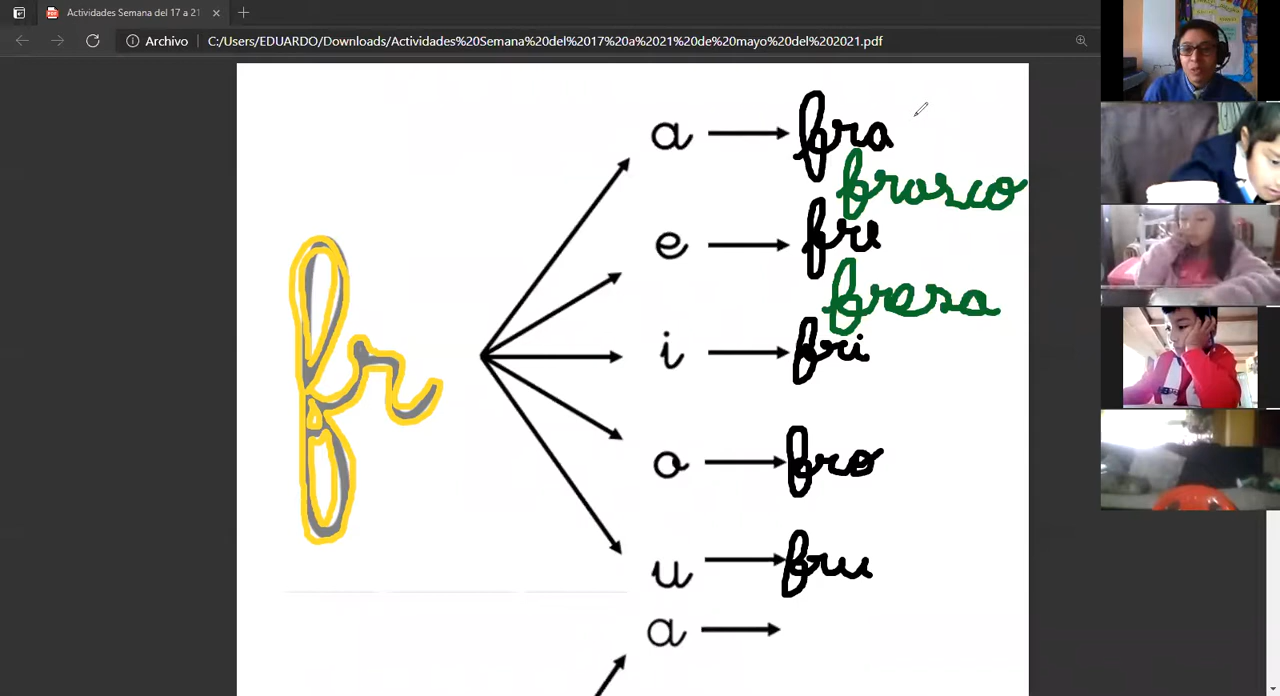 Actividades Semana del 17 a 21
Archivo
C:/Users/EDUARDO/Downloads/Actividades%20Semana%20del%2017%20a%2021%20de%20mayo%20del%202021.pdf
fr
a fra
frasco
e fre
fresa
i fri
o fro
u fru
a